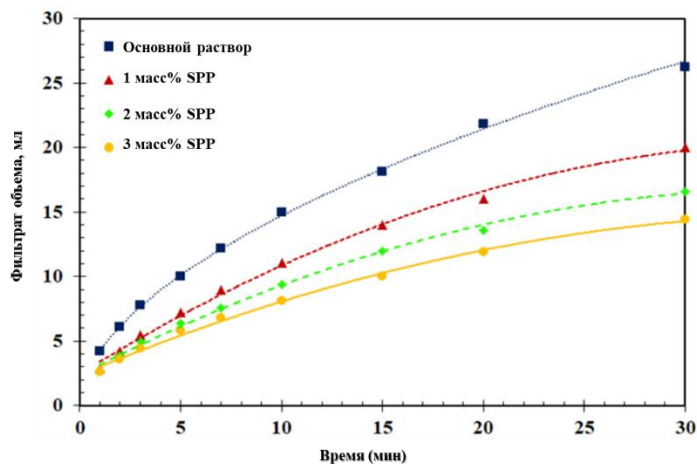 30
25
20
15
10
5
0
Фильтрат объема, мл
Основной раствор
1 масс% SPP
2 масс% SPP
3 масс% SPP
0 5 10 15 20 25 30
Время (мин)